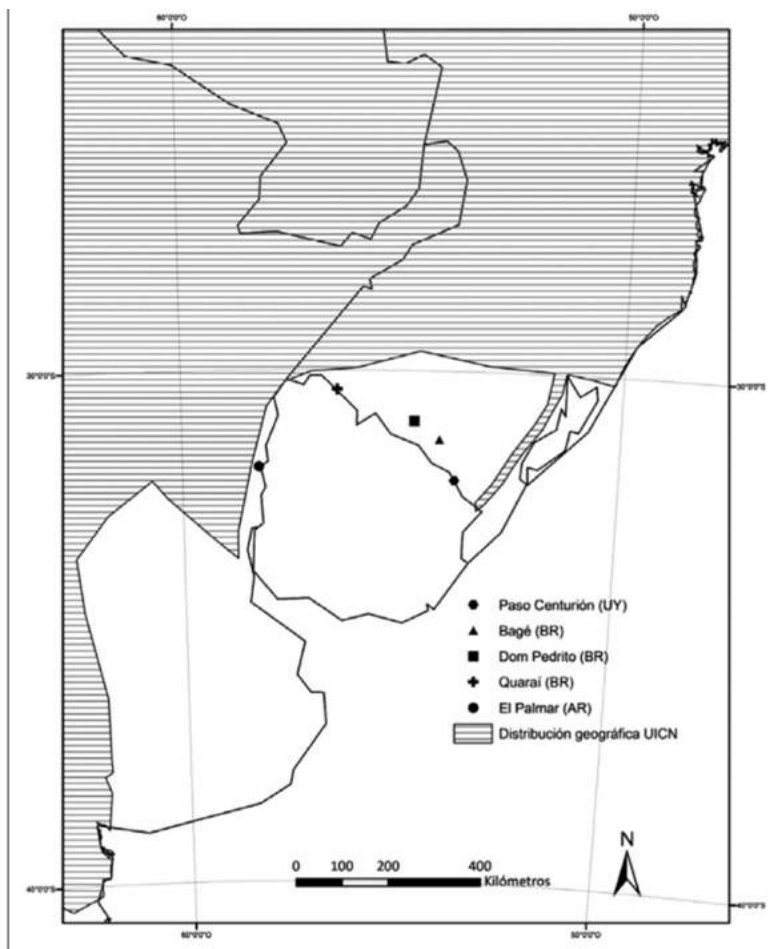 60°0'0"O 50°0'0"O
30°0'0"S 30°0'0"S
Paso Centurión (UY)
Bagé (BR)
Dom Pedrito (BR)
Quaraí (BR)
El Palmar (AR)
Distribución geográfica UICN
N
0 100 200 400
Kilómetros
40°0'0"S 40°0'0"S
60°0'0"O 50°0'0"O